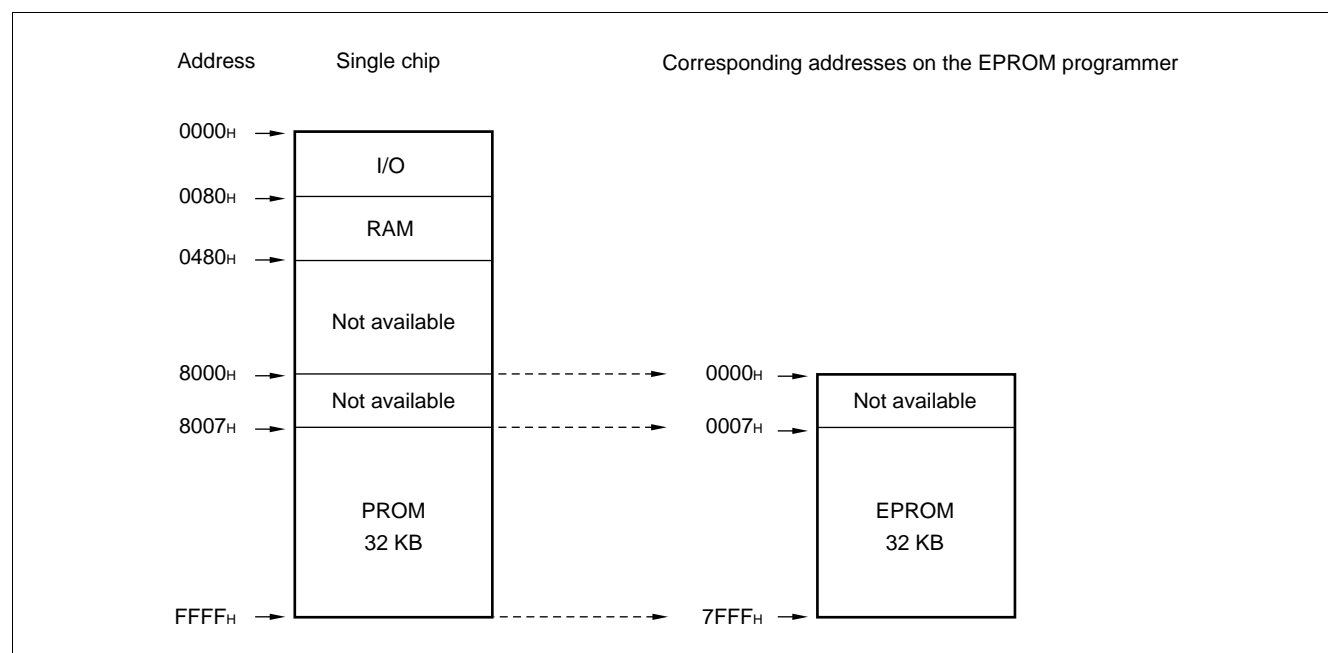 Address Single chip Corresponding addresses on the EPROM programmer
0000H
I/O
0080H
RAM
0480H
Not available
8000H 0000H
Not available Not available
8007H 0007H
PROM EPROM
32 KB 32 KB
FFFFH 7FFFH